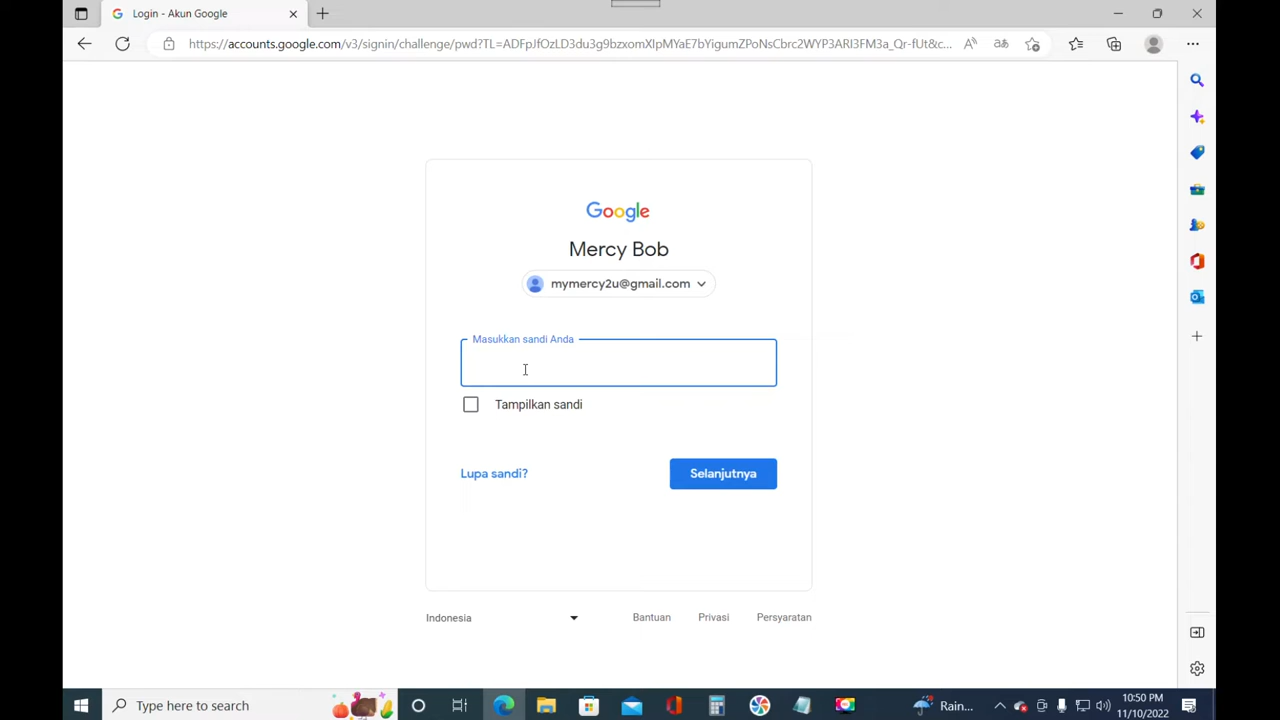 Login - Akun Google
https://accounts.google.com/v3/signin/challenge/pwd?TL=ADFpJfOzLD3du3g9bzxomXIpMYaE7bYigumZPoNsCbrc2WYP3ARI3FM3a_Qr-fUt&c...
Google
Mercy Bob
mymercy2u@gmail.com
Masukkan sandi Anda
Tampilkan sandi
Lupa sandi?
Selanjutnya
Indonesia
Bantuan
Privasi
Persyaratan
Type here to search
Rain...
10:50 PM
11/10/2022